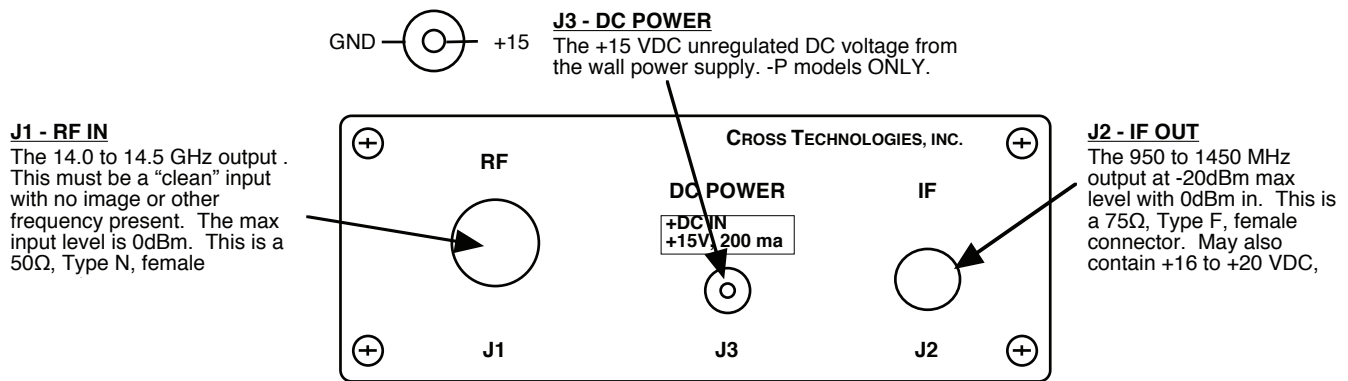 GND
+15
J3 - DC POWER
The +15 VDC unregulated DC voltage from
the wall power supply. -P models ONLY.
J1 - RF IN
The 14.0 to 14.5 GHz output .
This must be a “clean” input
with no image or other
frequency present. The max
input level is 0dBm. This is a
50Ω, Type N, female
CROSS TECHNOLOGIES, INC.
RF
DC POWER
IF
+DC IN
+15V, 200 ma
J1
J3
J2
J2 - IF OUT
The 950 to 1450 MHz
output at -20dBm max
level with 0dBm in. This is
a 75Ω, Type F, female
connector. May also
contain +16 to +20 VDC,